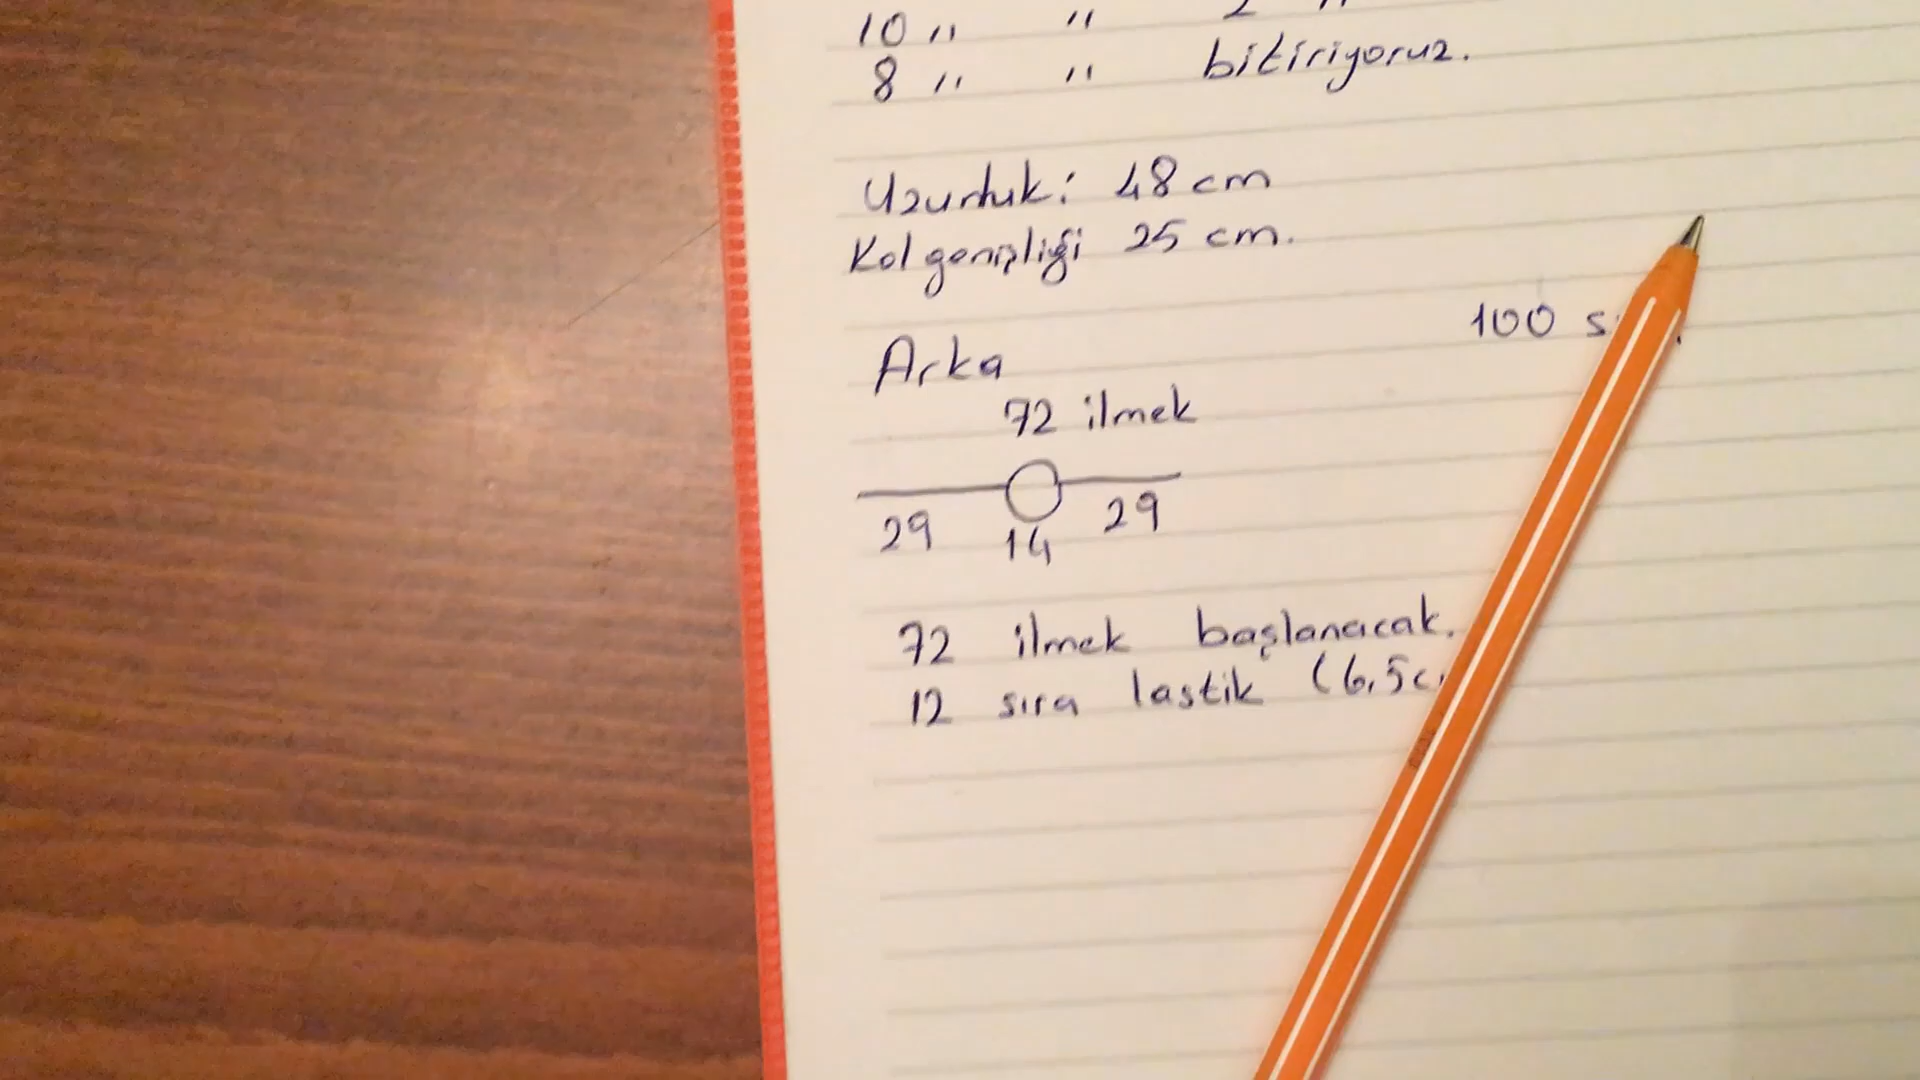 10 " " 2 "
8 " " bitiriyoruz.
Uzunluk: 48 cm
Kol genişliği 25 cm.
100
Arka
72 ilmek
29 14 29
72 ilmek başlanacak.
12 sıra lastik (6,5c